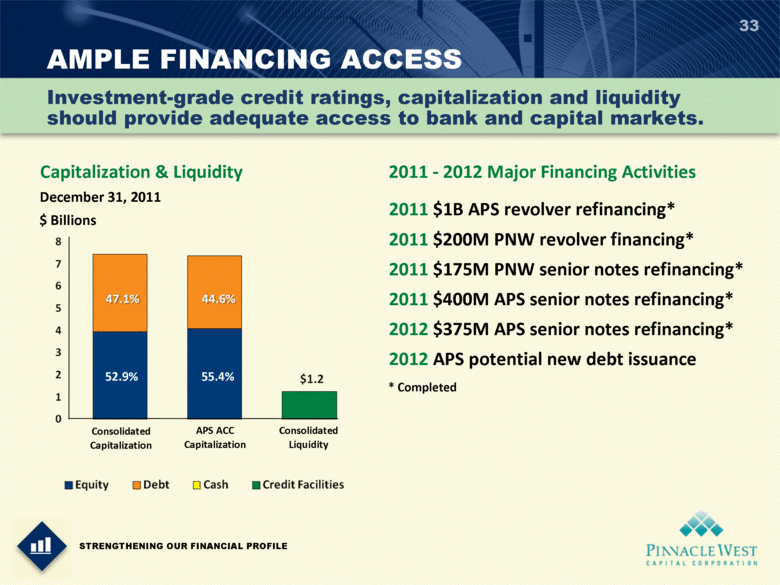 33
AMPLE FINANCING ACCESS
Investment-grade credit ratings, capitalization and liquidity
should provide adequate access to bank and capital markets.
Capitalization & Liquidity
December 31, 2011
$ Billions
8
7
6
5
4
3
2
1
0
47.1%
44.6%
52.9%
55.4%
$1.2
Consolidated
Capitalization
APS ACC
Capitalization
Consolidated
Liquidity
Equity
Debt
Cash
Credit Facilities
2011 - 2012 Major Financing Activities
2011 $1B APS revolver refinancing*
2011 $200M PNW revolver financing*
2011 $175M PNW senior notes refinancing*
2011 $400M APS senior notes refinancing*
2012 $375M APS senior notes refinancing*
2012 APS potential new debt issuance
* Completed
STRENGTHENING OUR FINANCIAL PROFILE
PINNACLE WEST
CAPITAL CORPORATION